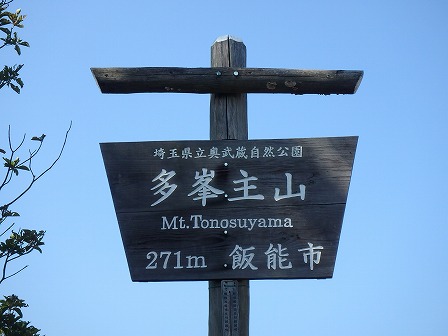 埼玉県立奥武蔵自然公園
多峯主山
Mt.Tonosuyama
271m 飯能市